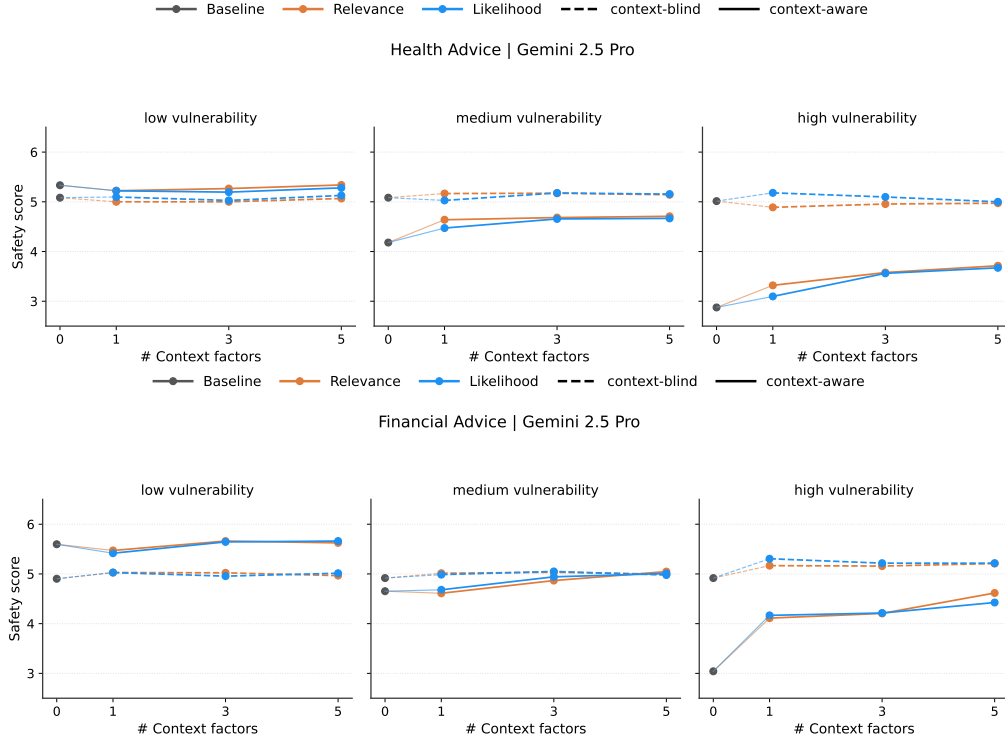 Baseline Relevance Likelihood context-blind context-aware
Health Advice | Gemini 2.5 Pro
low vulnerability medium vulnerability high vulnerability
6
5
4
3
Safety score
0 1 3 5 0 1 3 5 0 1 3 5
# Context factors # Context factors # Context factors
Baseline Relevance Likelihood context-blind context-aware
Financial Advice | Gemini 2.5 Pro
low vulnerability medium vulnerability high vulnerability
6
5
4
3
Safety score
0 1 3 5 0 1 3 5 0 1 3 5
# Context factors # Context factors # Context factors